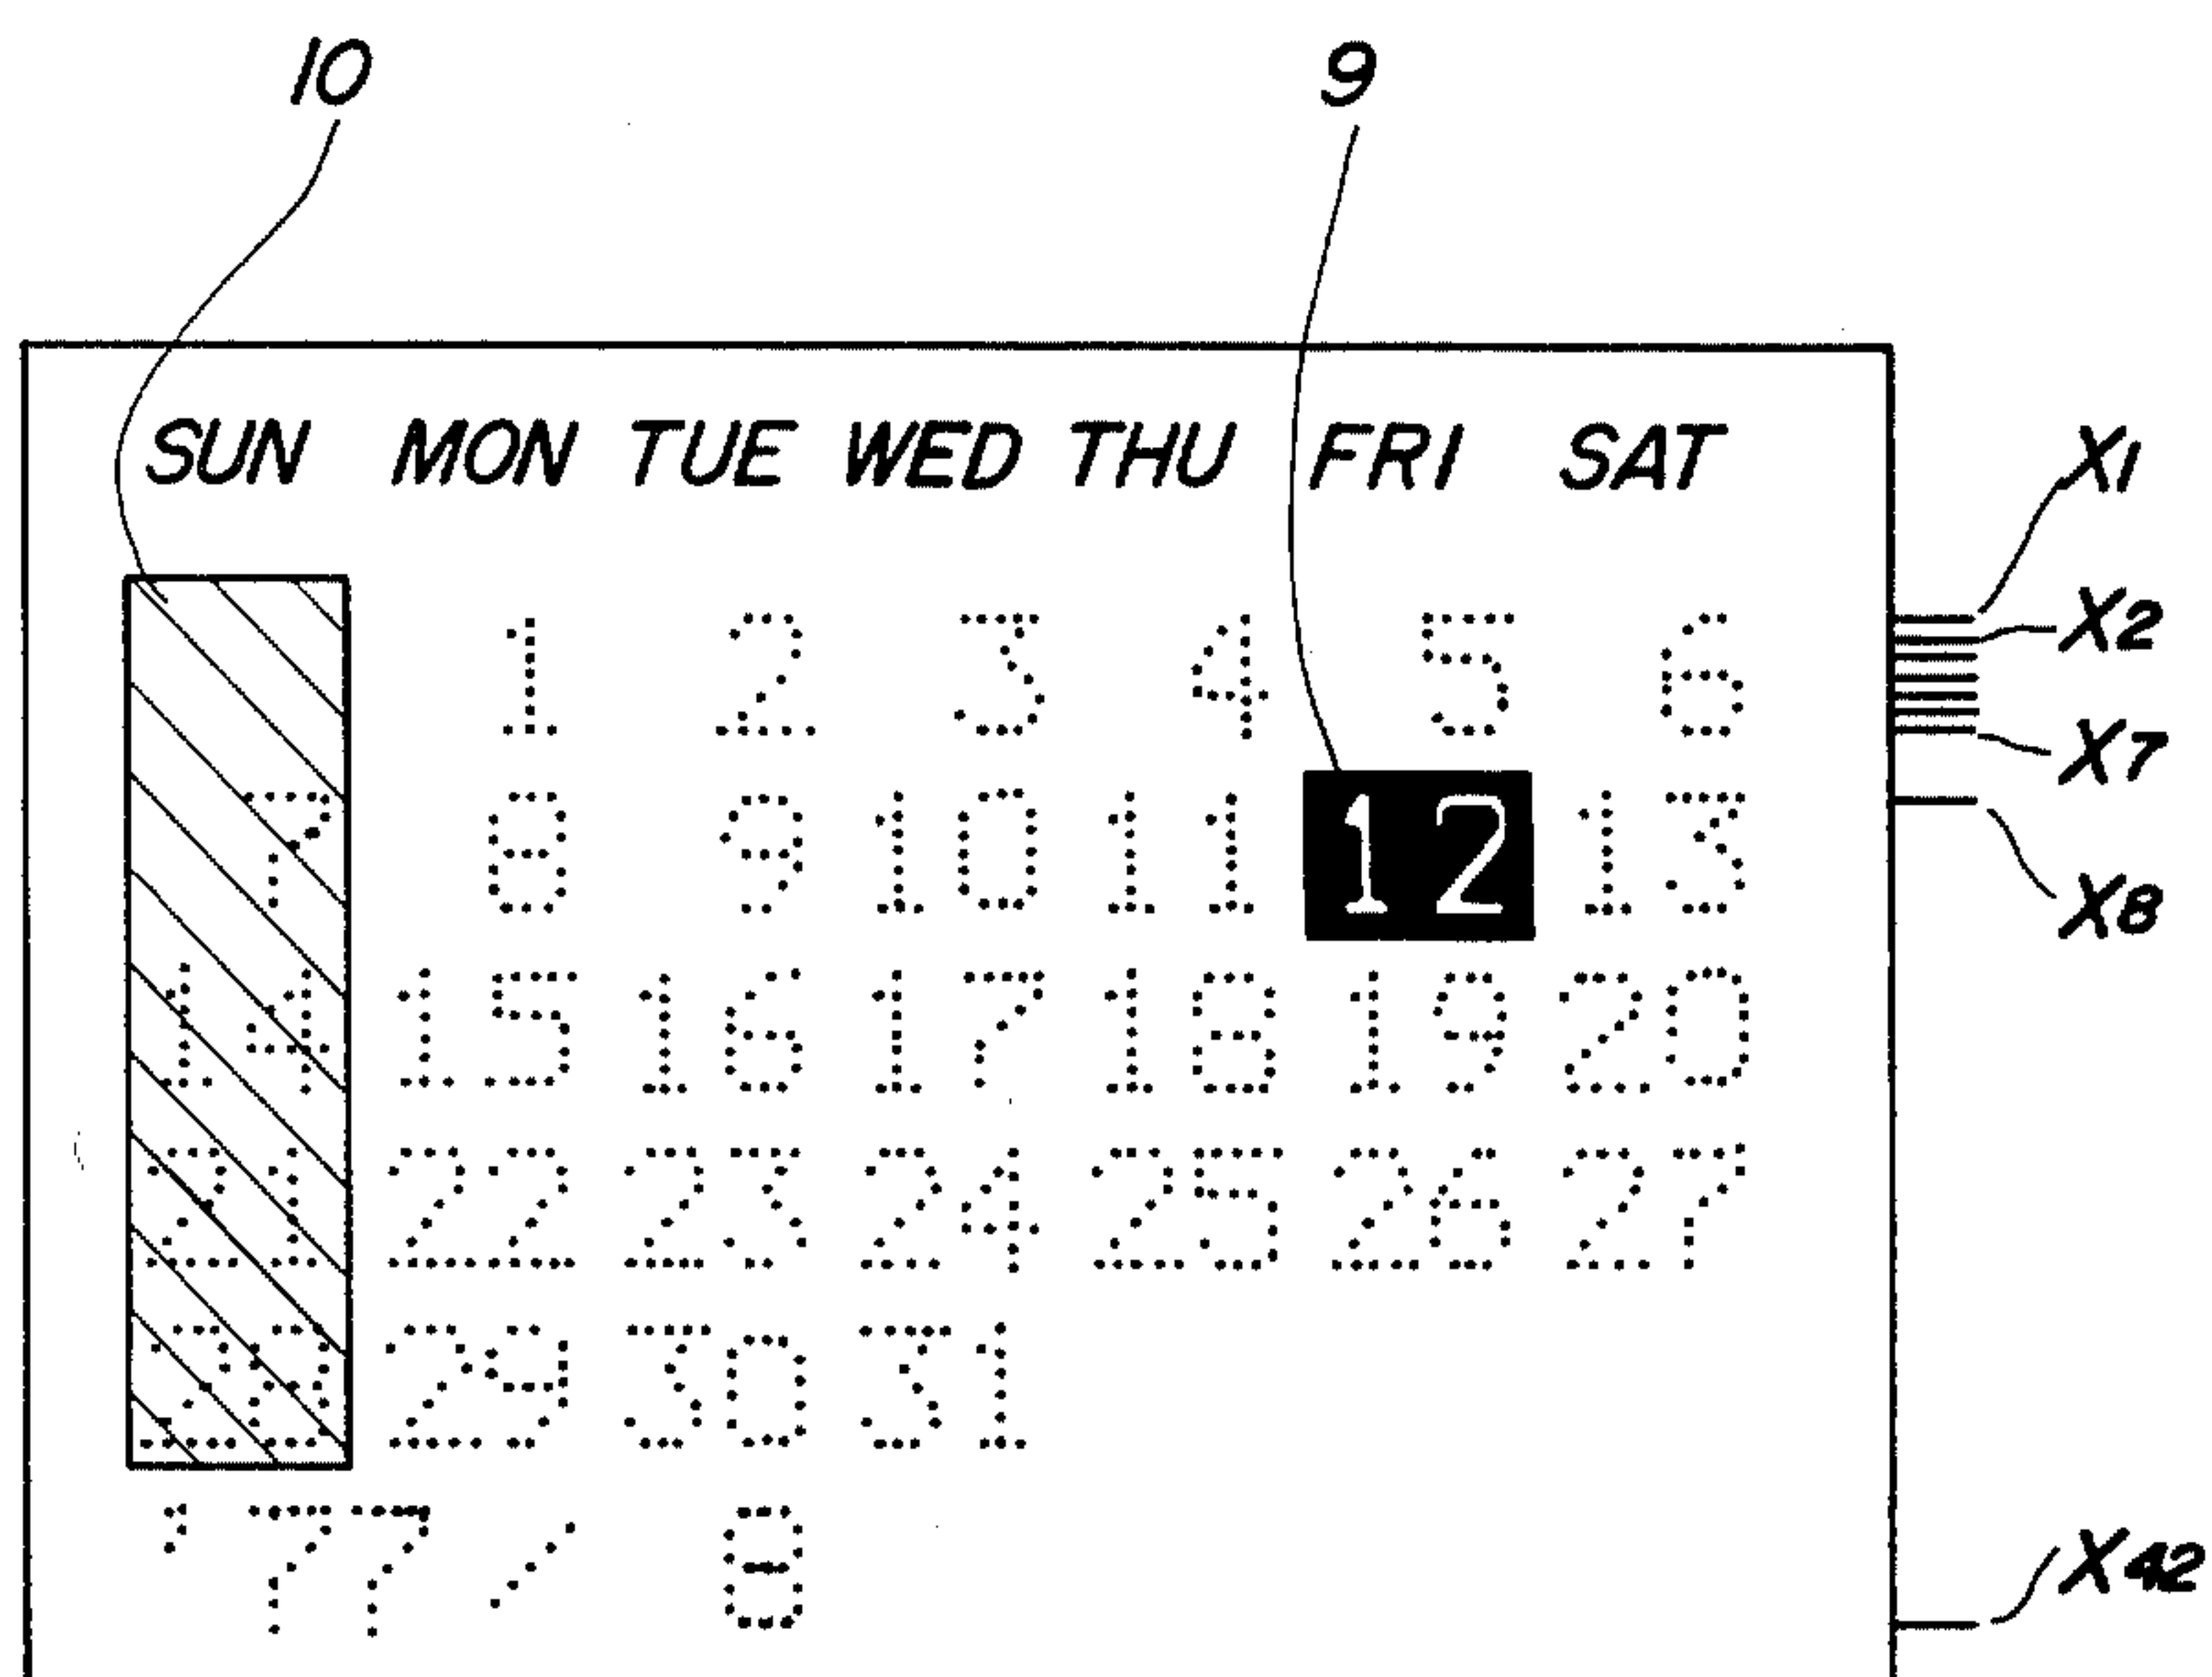 10 9
SUN MON TUE WED THU FRI SAT
X1
1 2 3 4 5 6
X2
X7
7 8 9 10 11 12 13
X8
14 15 16 17 18 19 20
21 22 23 24 25 26 27
28 29 30 31
'77 / 8
X42